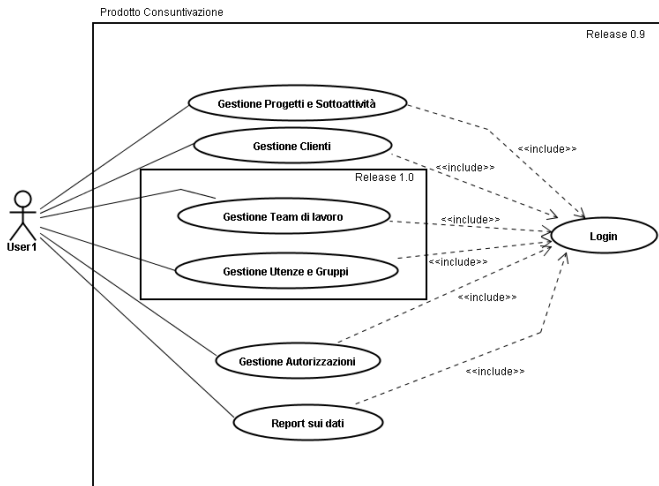 Prodotto Consuntivazione
Release 0.9
Gestione Progetti e Sottoattività
<<include>>
Gestione Clienti
<<include>>
Release 1.0
Gestione Team di lavoro
<<include>>
User1
Login
Gestione Utenze e Gruppi
<<include>>
<<include>>
Gestione Autorizzazioni
<<include>>
Report sui dati